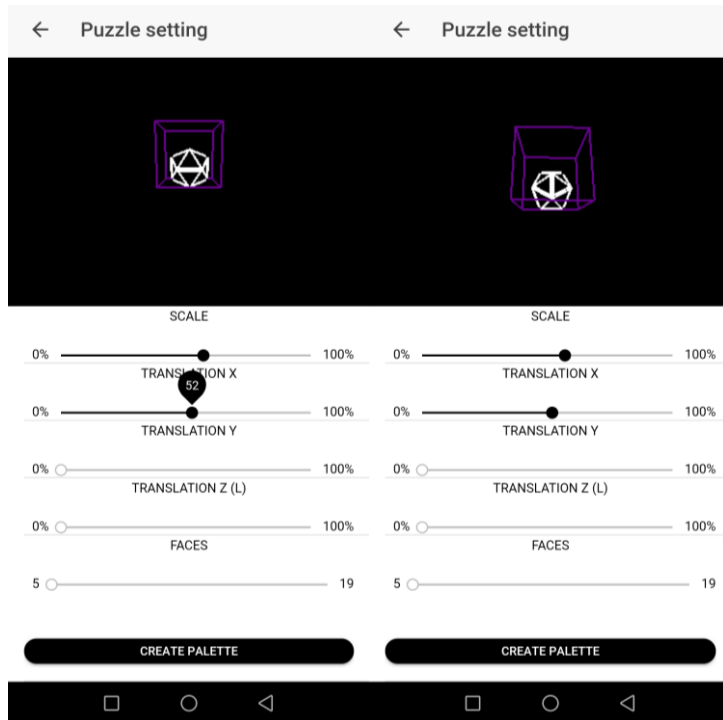 Puzzle setting
SCALE
0% 100%
TRANSLATION X
52
0% 100%
TRANSLATION Y
0% 100%
TRANSLATION Z (L)
0% 100%
FACES
5 19
CREATE PALETTE
Puzzle setting
SCALE
0% 100%
TRANSLATION X
0% 100%
TRANSLATION Y
0% 100%
TRANSLATION Z (L)
0% 100%
FACES
5 19
CREATE PALETTE